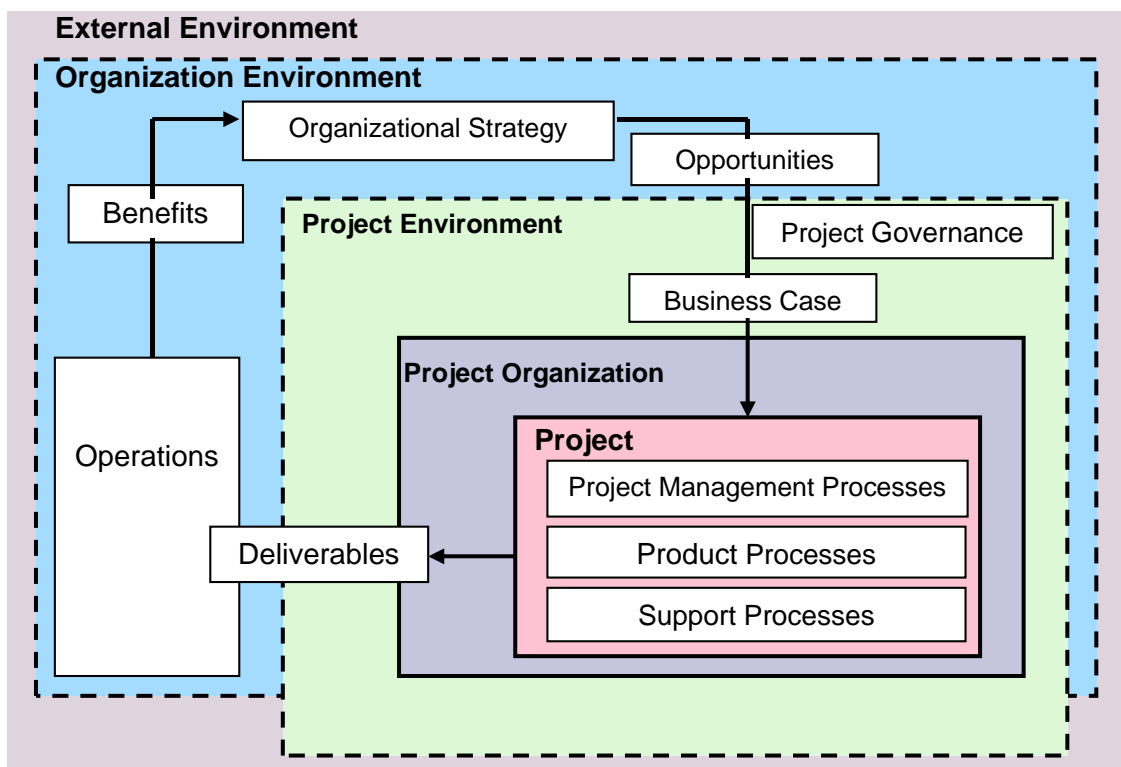 External Environment
Organization Environment
Organizational Strategy
Opportunities
Benefits
Project Environment
Project Governance
Business Case
Project Organization
Project
Operations
Project Management Processes
Deliverables
Product Processes
Support Processes